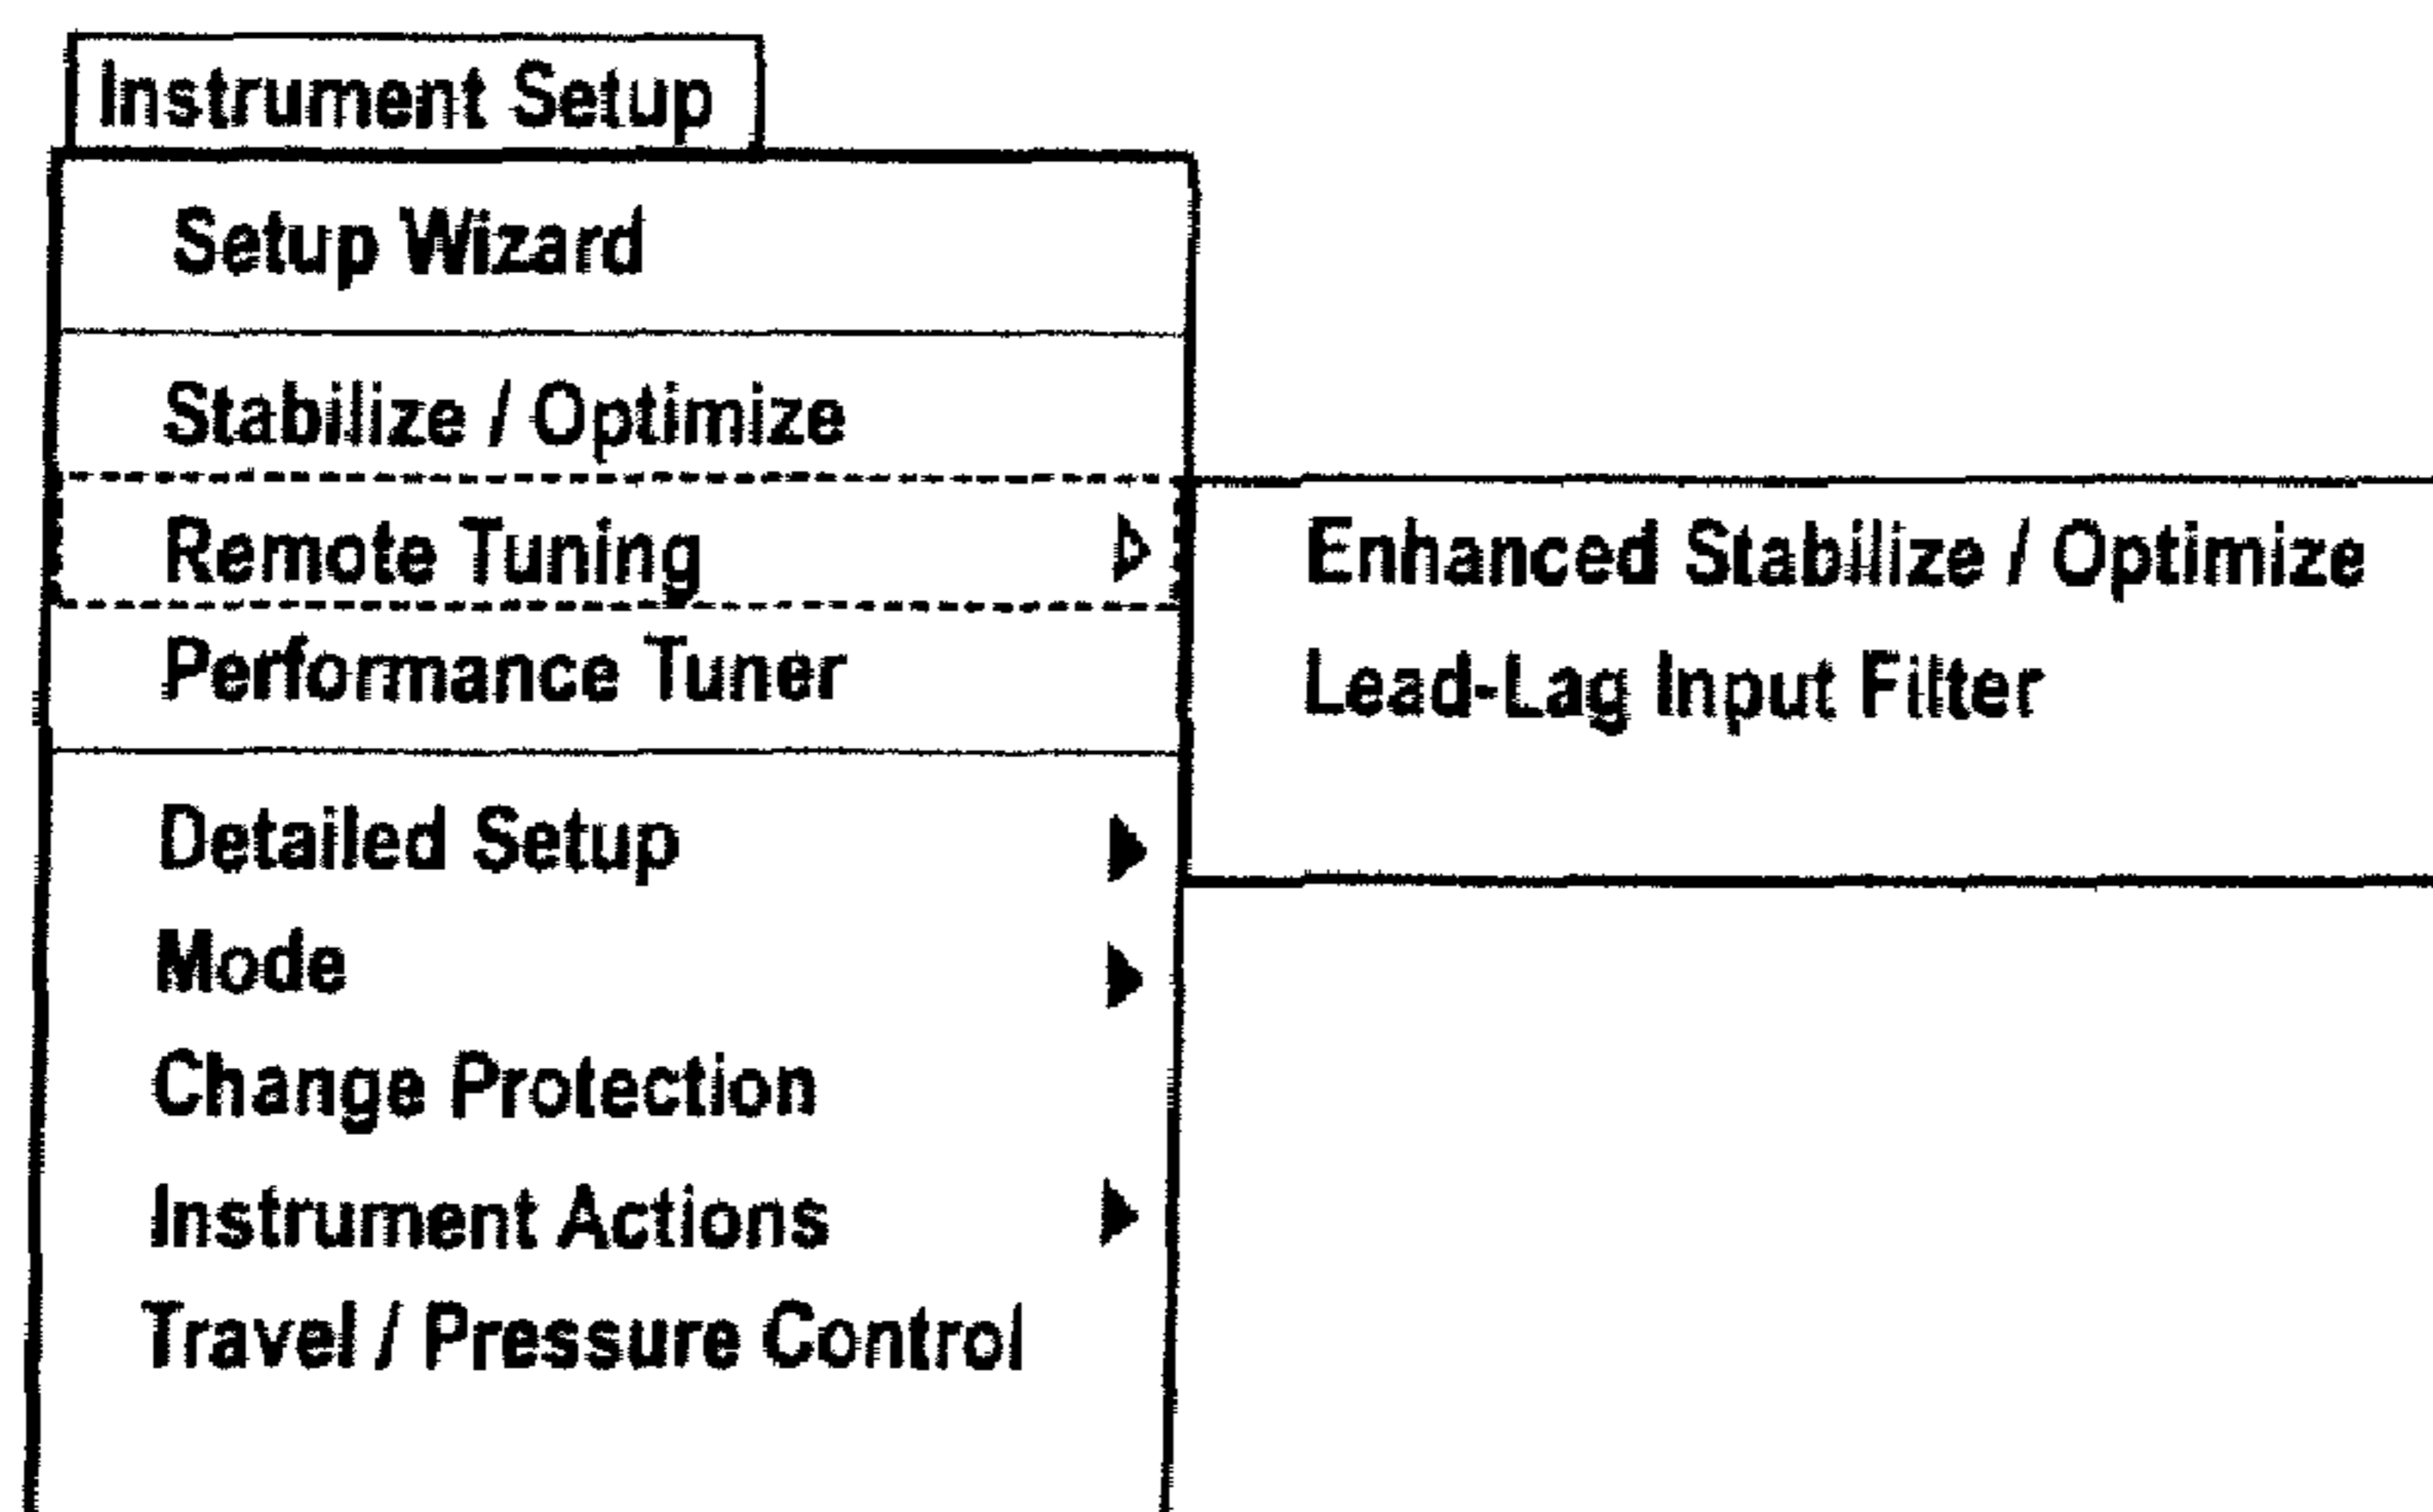 Instrument Setup
Setup Wizard
Stabilize / Optimize
Remote Tuning
Enhanced Stabilize / Optimize
Performance Tuner
Lead-Lag Input Filter
Detailed Setup
Mode
Change Protection
Instrument Actions
Travel / Pressure Control